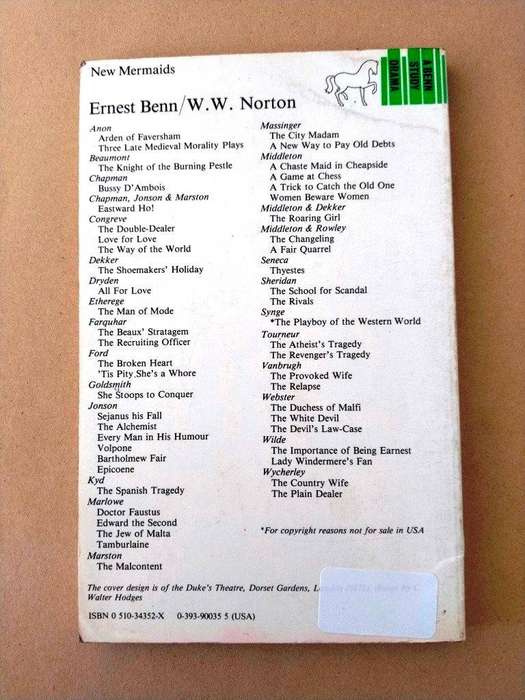 New Mermaids
A BENN
STUDY
DRAMA
Ernest Benn/W.W. Norton
Anon
Arden of Faversham
Three Late Medieval Morality Plays
Beaumont
The Knight of the Burning Pestle
Chapman
Bussy D'Ambois
Chapman, Jonson & Marston
Eastward Ho!
Congreve
The Double-Dealer
Love for Love
The Way of the World
Dekker
The Shoemakers' Holiday
Dryden
All For Love
Etherege
The Man of Mode
Farquhar
The Beaux' Stratagem
The Recruiting Officer
Ford
The Broken Heart
'Tis Pity She's a Whore
Goldsmith
She Stoops to Conquer
Jonson
Sejanus his Fall
The Alchemist
Every Man in His Humour
Volpone
Bartholmew Fair
Epicoene
Kyd
The Spanish Tragedy
Marlowe
Doctor Faustus
Edward the Second
The Jew of Malta
Tamburlaine
Marston
The Malcontent
Massinger
The City Madam
A New Way to Pay Old Debts
Middleton
A Chaste Maid in Cheapside
A Game at Chess
A Trick to Catch the Old One
Women Beware Women
Middleton & Dekker
The Roaring Girl
Middleton & Rowley
The Changeling
A Fair Quarrel
Seneca
Thyestes
Sheridan
The School for Scandal
The Rivals
Synge
*The Playboy of the Western World
Tourneur
The Atheist's Tragedy
The Revenger's Tragedy
Vanbrugh
The Provoked Wife
The Relapse
Webster
The Duchess of Malfi
The White Devil
The Devil's Law-Case
Wilde
The Importance of Being Earnest
Lady Windermere's Fan
Wycherley
The Country Wife
The Plain Dealer
*For copyright reasons not for sale in USA
The cover design is of the Duke's Theatre, Dorset Gardens,
Walter Hodges
ISBN 0 510-34352-X 0-393-90035 5 (USA)